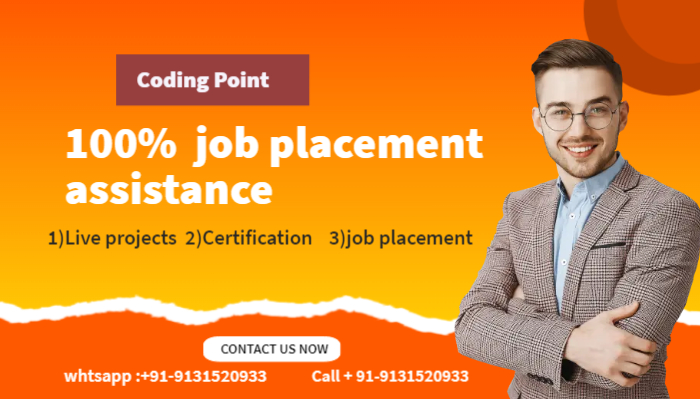 Coding Point
100% job placement
assistance
1)Live projects 2)Certification 3)job placement
CONTACT US NOW
whtsapp :+91-9131520933 Call + 91-9131520933